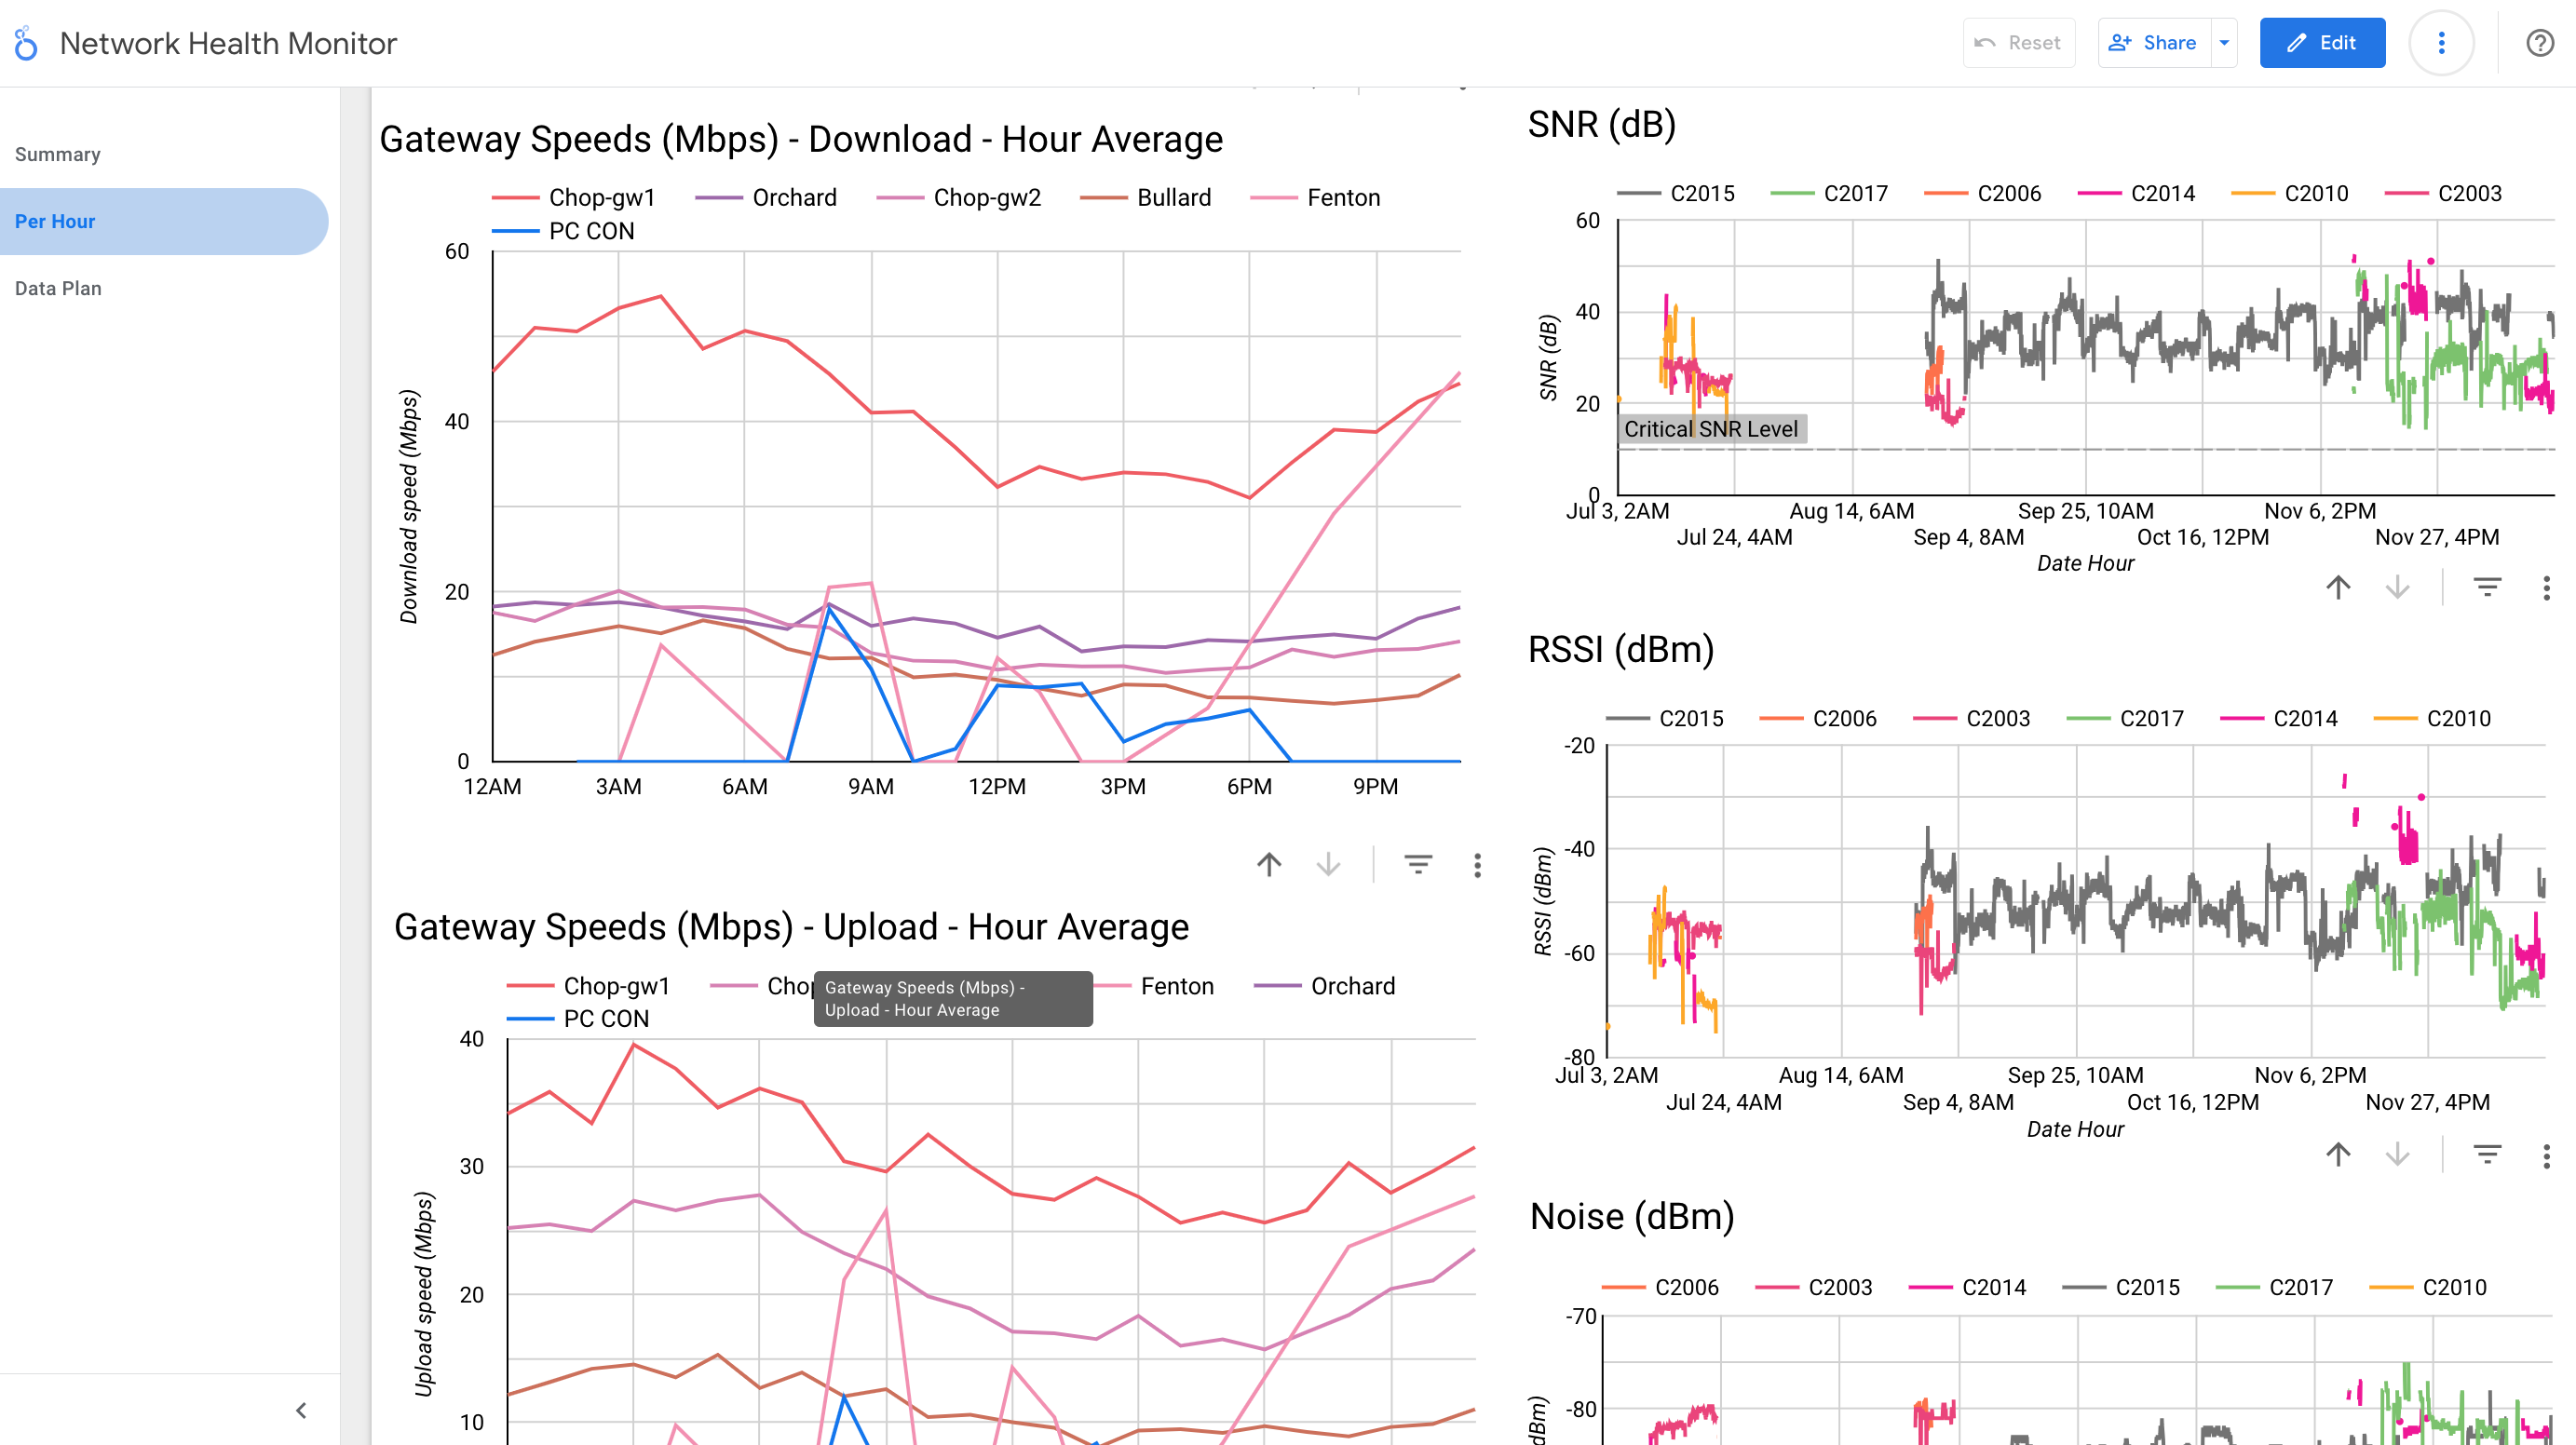 Network Health Monitor
Reset
Share
Edit
Summary
Per Hour
Data Plan
Gateway Speeds (Mbps) - Download - Hour Average
Chop-gw1 Orchard Chop-gw2 Bullard Fenton
PC CON
60
40
20
0
Download speed (Mbps)
12AM 3AM 6AM 9AM 12PM 3PM 6PM 9PM
Gateway Speeds (Mbps) - Upload - Hour Average
Chop-gw1 Chop Fenton Orchard
PC CON
Gateway Speeds (Mbps) -
Upload - Hour Average
40
30
20
10
Upload speed (Mbps)
SNR (dB)
C2015 C2017 C2006 C2014 C2010 C2003
60
40
20
0
SNR (dB)
Critical SNR Level
Jul 3, 2AM Aug 14, 6AM Sep 25, 10AM Nov 6, 2PM
Jul 24, 4AM Sep 4, 8AM Oct 16, 12PM Nov 27, 4PM
Date Hour
RSSI (dBm)
C2015 C2006 C2003 C2017 C2014 C2010
-20
-40
-60
-80
RSSI (dBm)
Jul 3, 2AM Aug 14, 6AM Sep 25, 10AM Nov 6, 2PM
Jul 24, 4AM Sep 4, 8AM Oct 16, 12PM Nov 27, 4PM
Date Hour
Noise (dBm)
C2006 C2003 C2014 C2015 C2017 C2010
-70
-80
dBm)